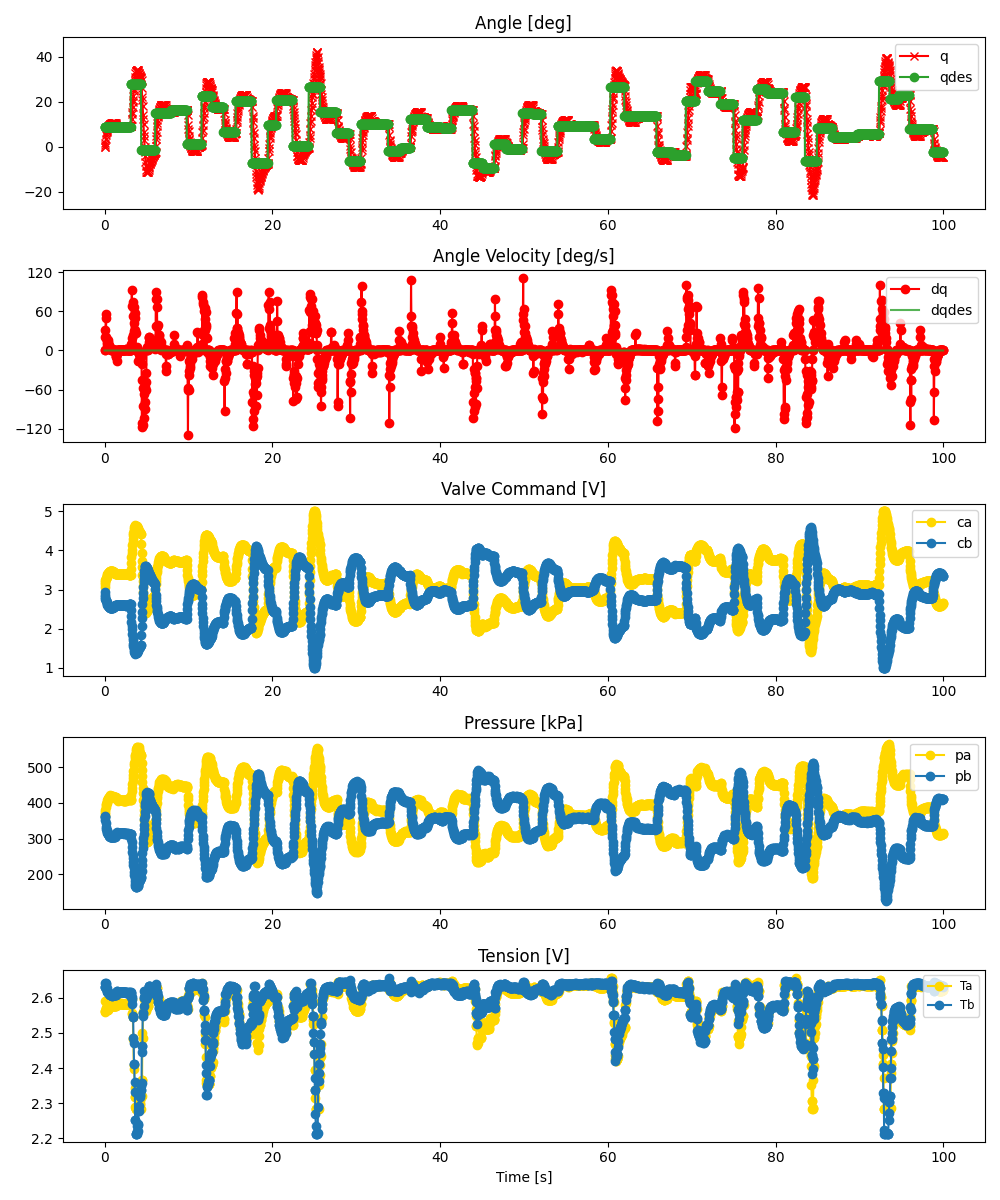 Angle [deg]
40
20
0
−20
q
qdes
0 20 40 60 80 100
Angle Velocity [deg/s]
120
60
0
−60
−120
dq
dqdes
0 20 40 60 80 100
Valve Command [V]
5
4
3
2
1
ca
cb
0 20 40 60 80 100
Pressure [kPa]
500
400
300
200
pa
pb
0 20 40 60 80 100
Tension [V]
2.6
2.5
2.4
2.3
2.2
Ta
Tb
0 20 40 60 80 100
Time [s]